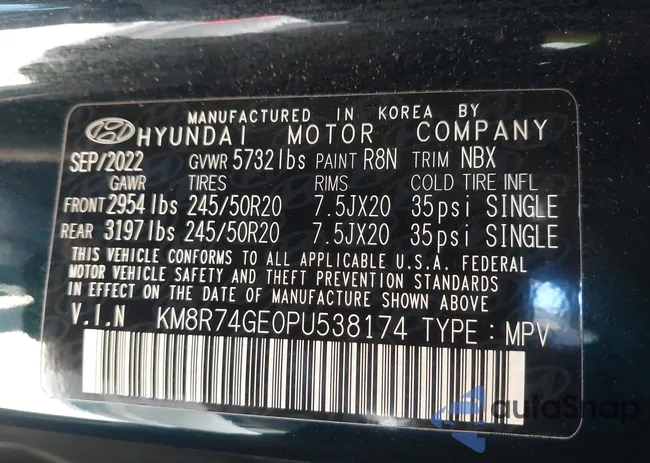 MANUFACTURED IN KOREA BY
HYUNDAI MOTOR COMPANY
SEP/2022 GVWR 5732lbs PAINT R8N TRIM NBX
GAWR TIRES RIMS COLD TIRE INFL
FRONT 2954lbs 245/50R20 7.5JX20 35psi SINGLE
REAR 3197lbs 245/50R20 7.5JX20 35psi SINGLE
THIS VEHICLE CONFORMS TO ALL APPLICABLE U.S.A. FEDERAL
MOTOR VEHICLE SAFETY AND THEFT PREVENTION STANDARDS
IN EFFECT ON THE DATE OF MANUFACTURE SHOWN ABOVE
V.I.N KM8R74GE0PU538174 TYPE : MPV
autoSnap